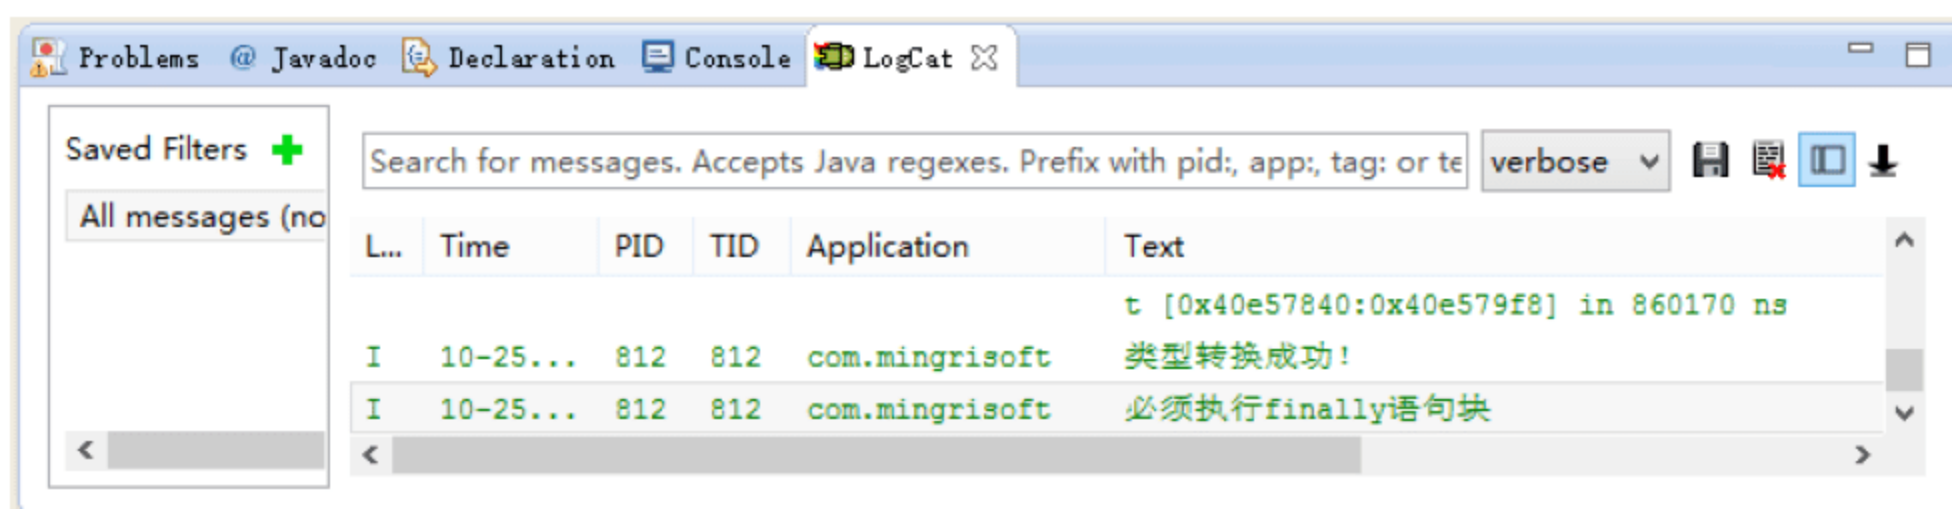 Problems @ Javadoc Declaration Console LogCat
Saved Filters
All messages (no
Search for messages. Accepts Java regexes. Prefix with pid:, app:, tag: or te verbose
L... Time PID TID Application Text
t [0x40e57840:0x40e579f8] in 860170 ns
I 10-25... 812 812 com.mingrisoft 类型转换成功!
I 10-25... 812 812 com.mingrisoft 必须执行finally语句块